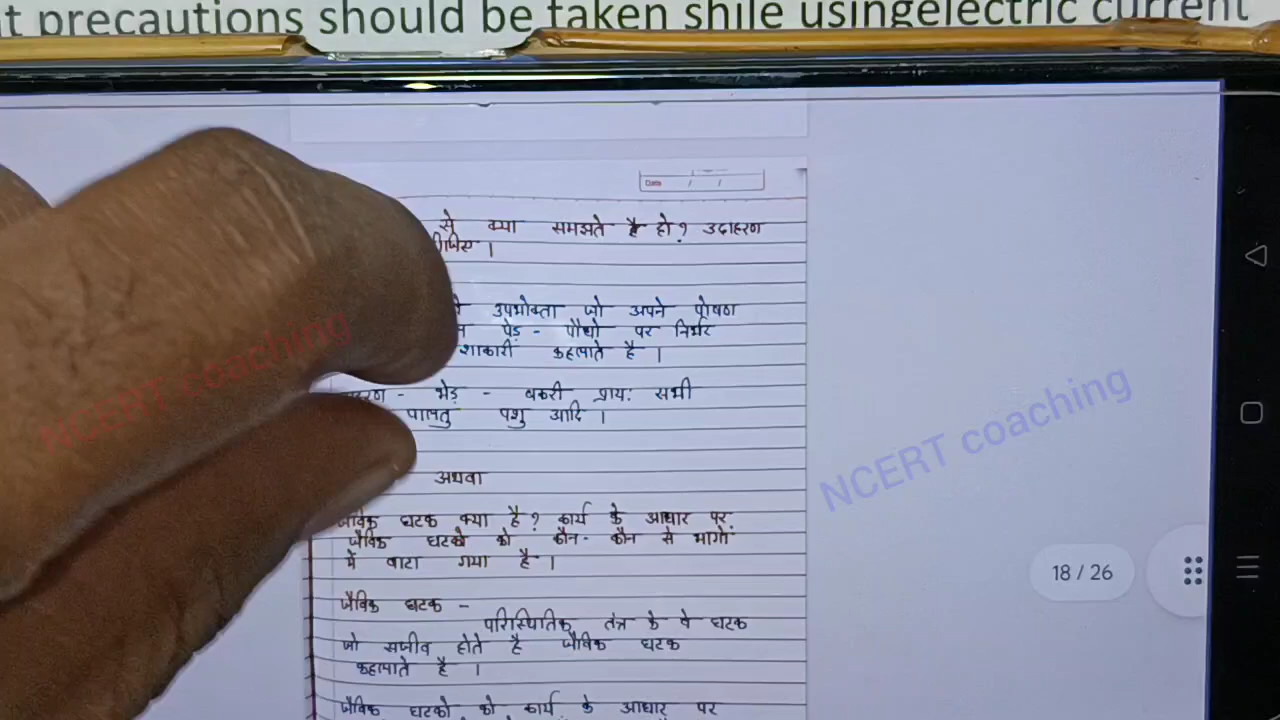 t precautions should be taken shile usingelectric current
Date / /
से क्या समझते है हो? उदाहरण
दीजिए ।
उपभोक्ता जो अपने पोषण
पेड़ - पौधो पर निर्भर
शाकारी कहलाते है ।
भेड़ - बकरी प्राय: सभी
पालतु पशु आदि ।
अथवा
जैविक घटक क्या है? कार्य के आधार पर
जैविक घटको को कौन- कौन से भागो
में वाटा गया है ।
जैविक घटक -
परिस्थितिक तंत्र के वे घटक
जो सजीव होते है जैविक घटक
कहलाते है ।
जैविक घटको को कार्य के आधार पर
NCERT coaching
NCERT coaching
18 / 26